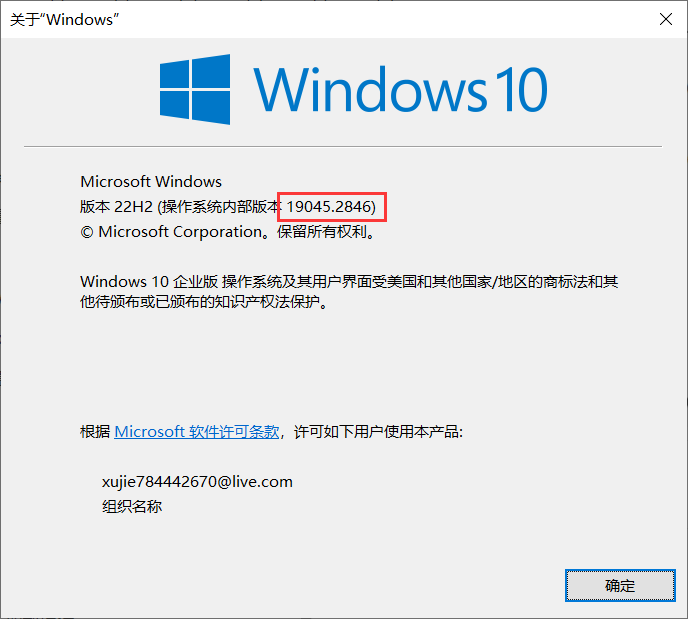 关于“Windows”
Windows 10
Microsoft Windows
版本 22H2 (操作系统内部版本 19045.2846)
© Microsoft Corporation。保留所有权利。
Windows 10 企业版 操作系统及其用户界面受美国和其他国家/地区的商标法和其
他待颁布或已颁布的知识产权法保护。
根据 Microsoft 软件许可条款，许可如下用户使用本产品:
xujie784442670@live.com
组织名称
确定